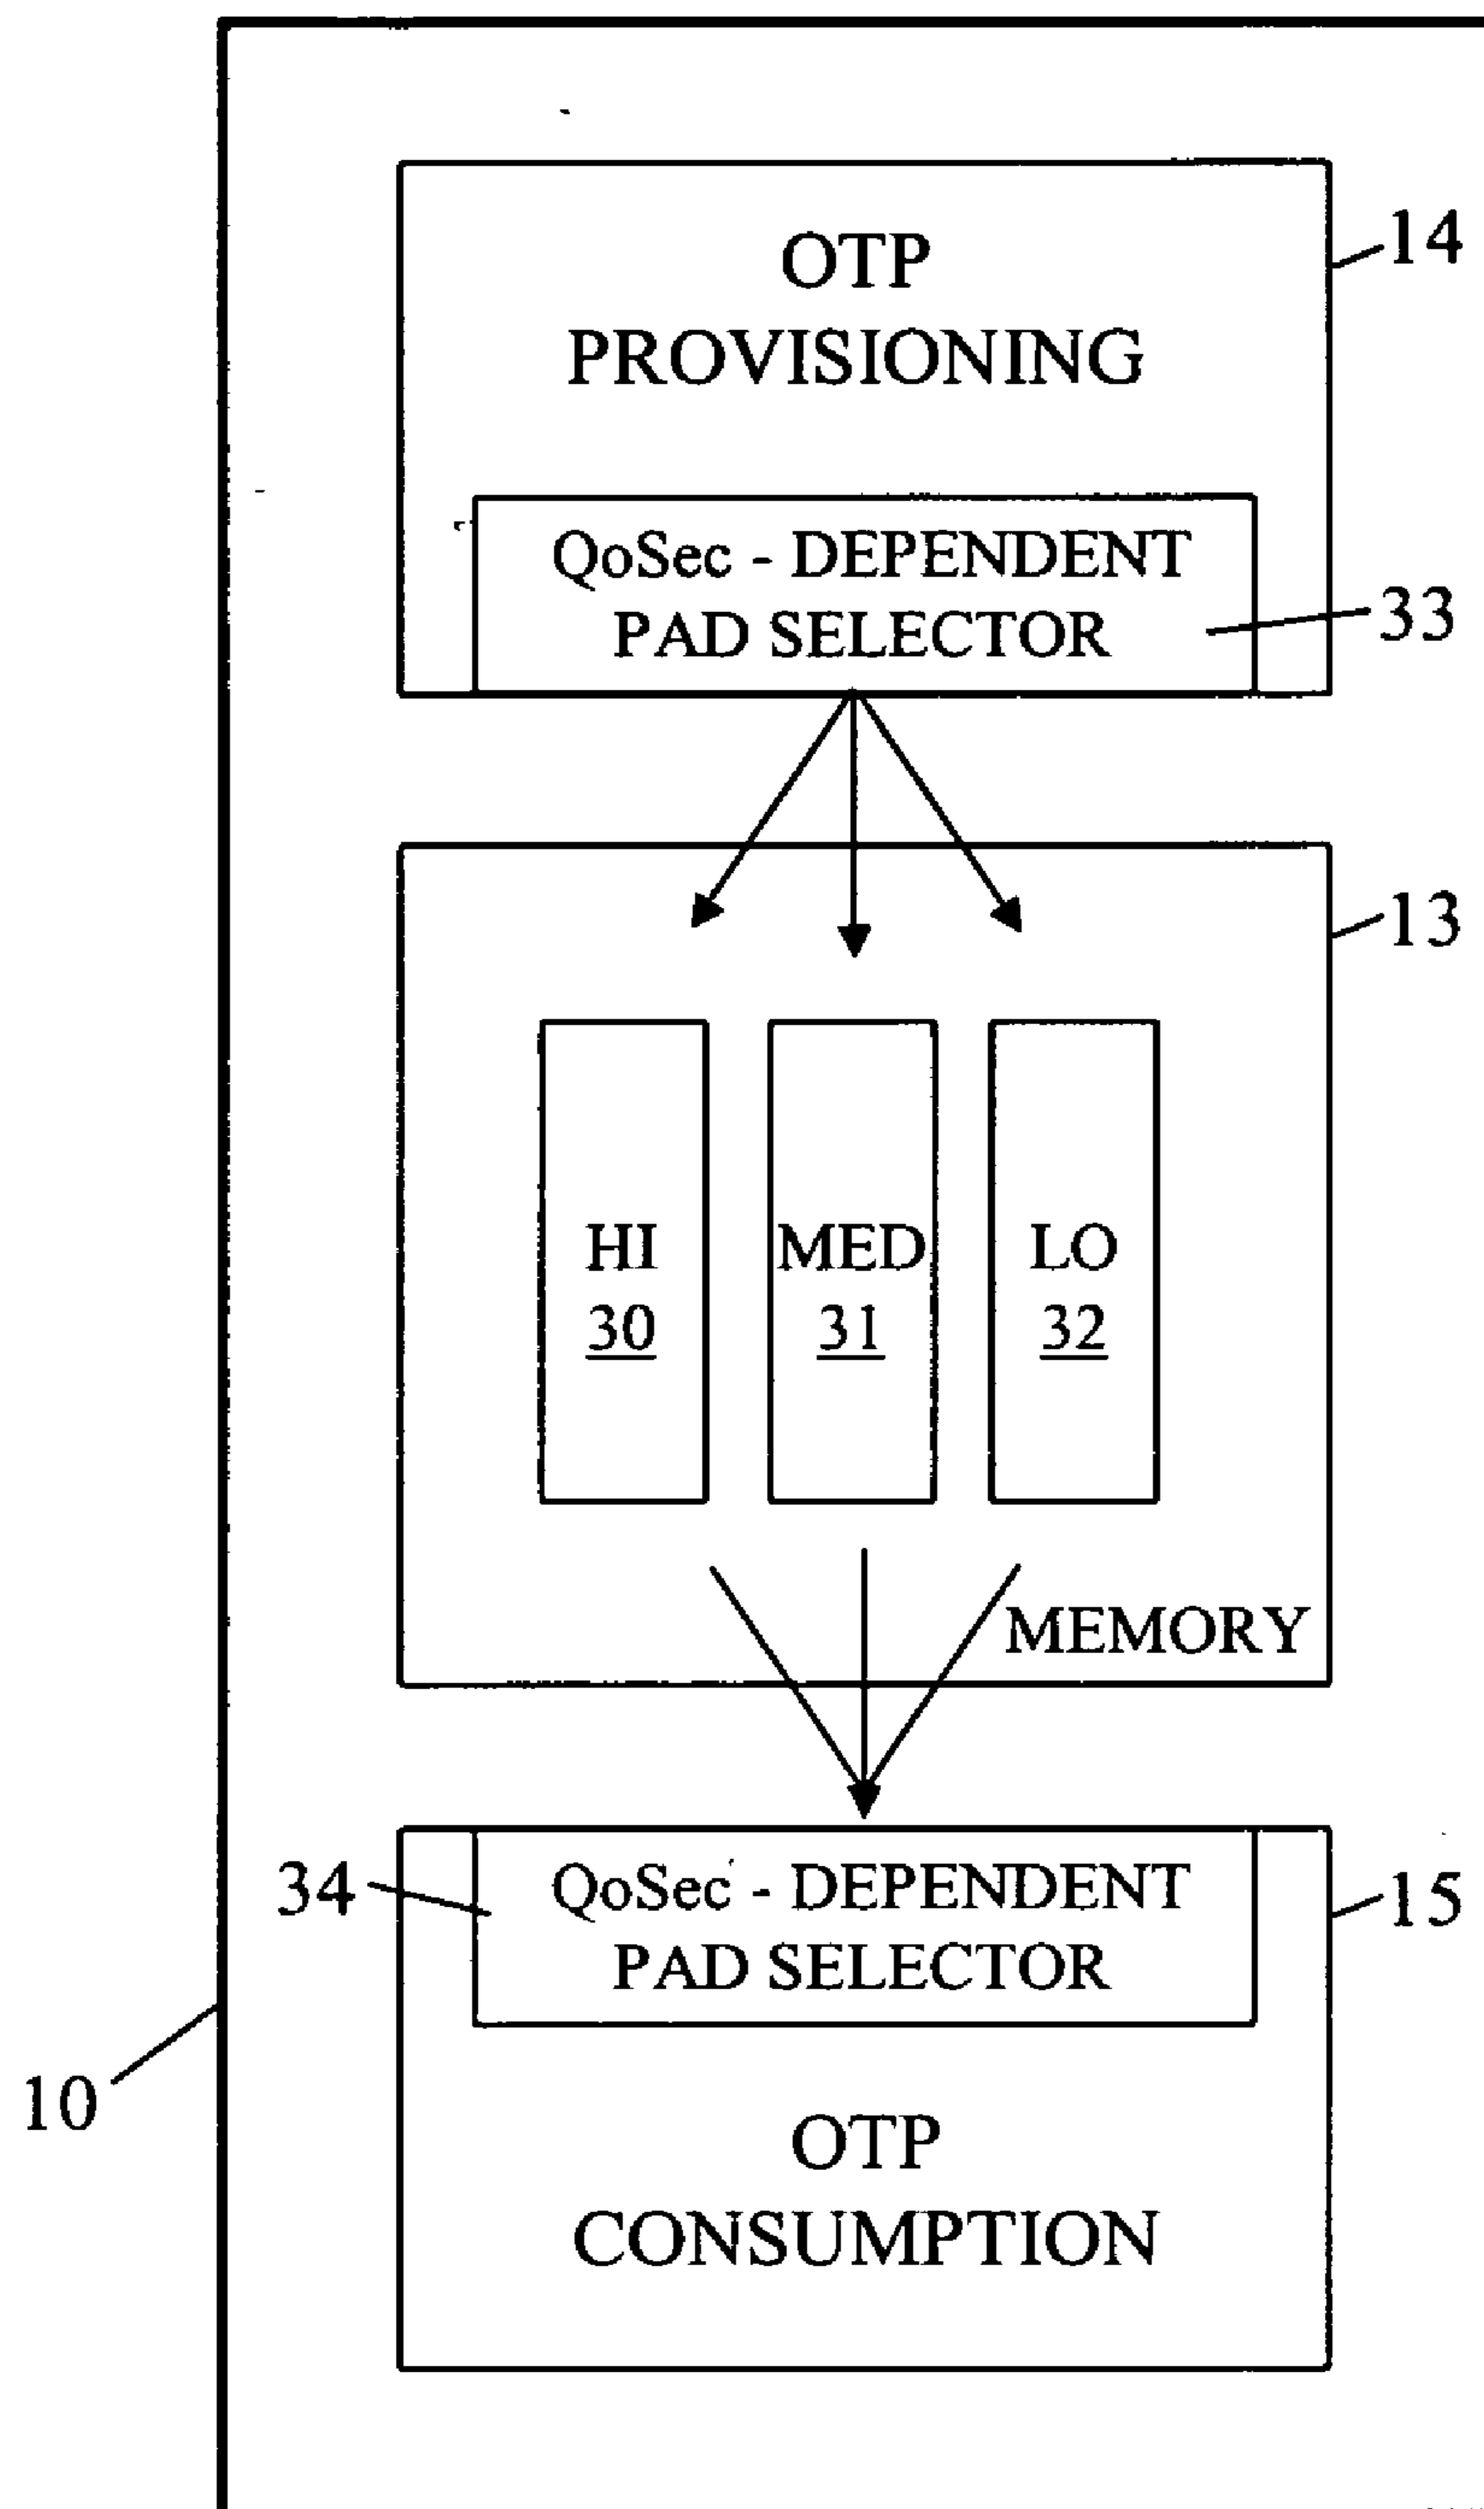 OTP
PROVISIONING
14
QoSec - DEPENDENT
PAD SELECTOR
33
13
HI
30
MED
31
LO
32
MEMORY
34
QoSec - DEPENDENT
PAD SELECTOR
15
10
OTP
CONSUMPTION